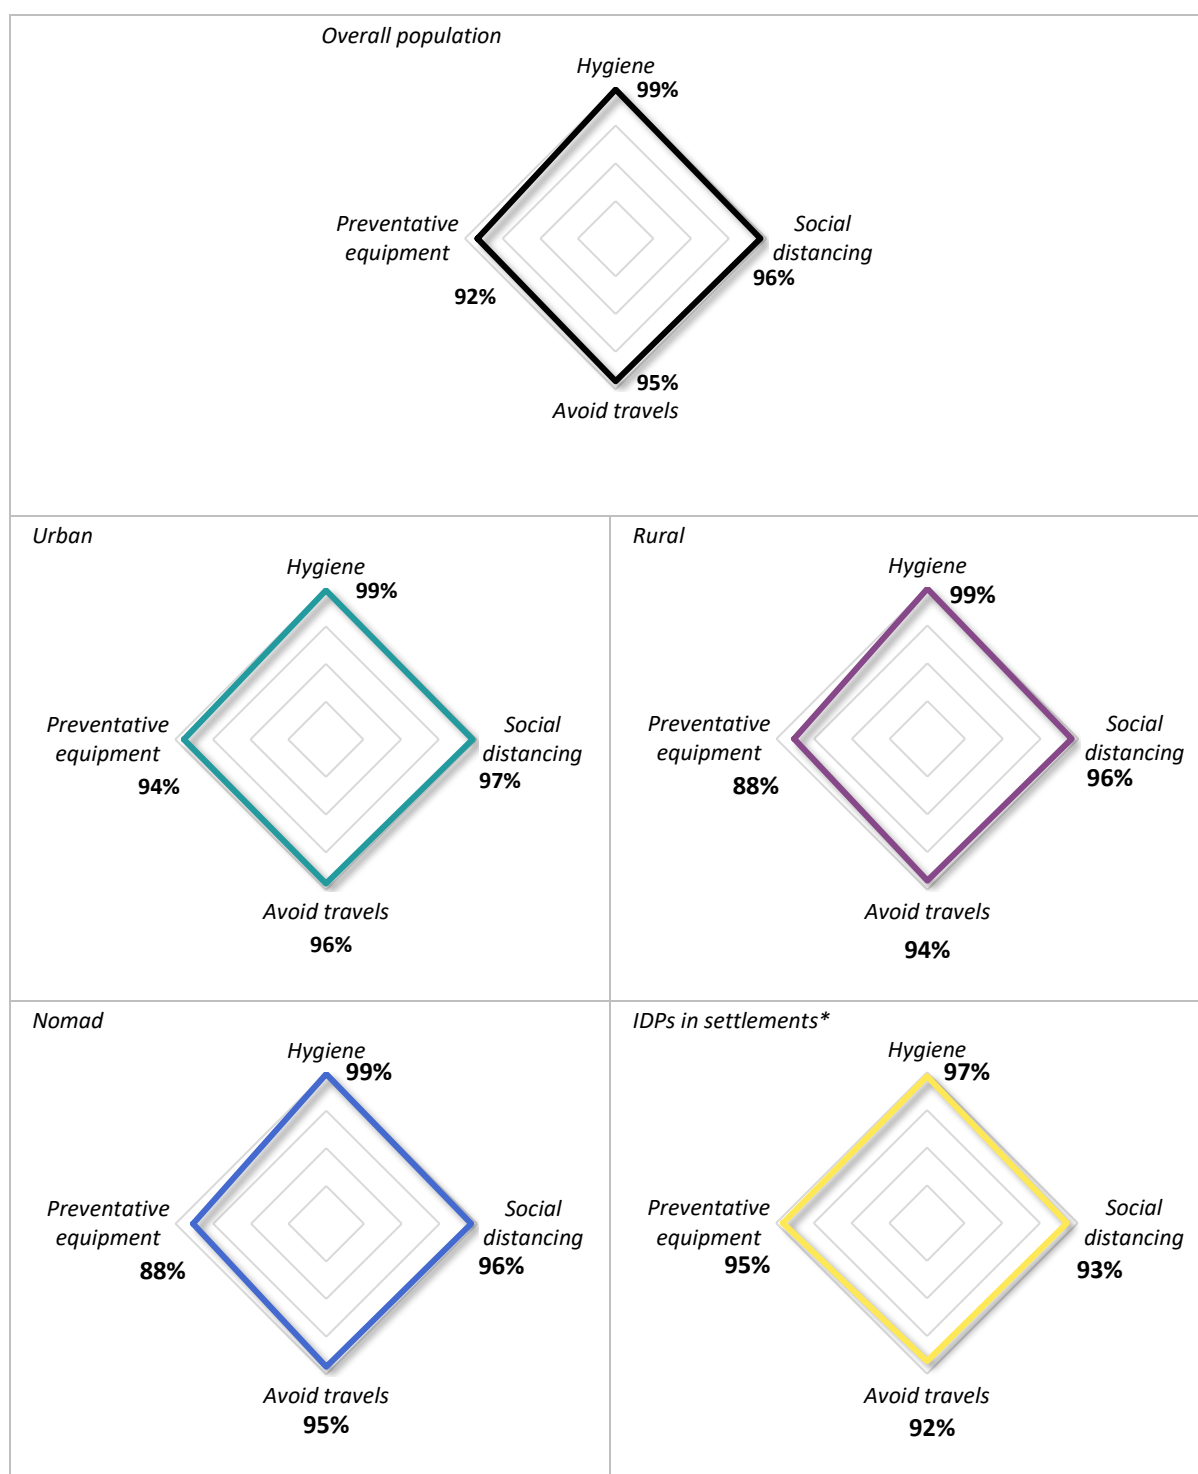 Overall population
Hygiene
99%
Preventative
equipment
92%
Social
distancing
96%
95%
Avoid travels
Urban
Hygiene
99%
Preventative
equipment
94%
Social
distancing
97%
Avoid travels
96%
Rural
Hygiene
99%
Preventative
equipment
88%
Social
distancing
96%
Avoid travels
94%
Nomad
Hygiene
99%
Preventative
equipment
88%
Social
distancing
96%
Avoid travels
95%
IDPs in settlements*
Hygiene
97%
Preventative
equipment
95%
Social
distancing
93%
Avoid travels
92%